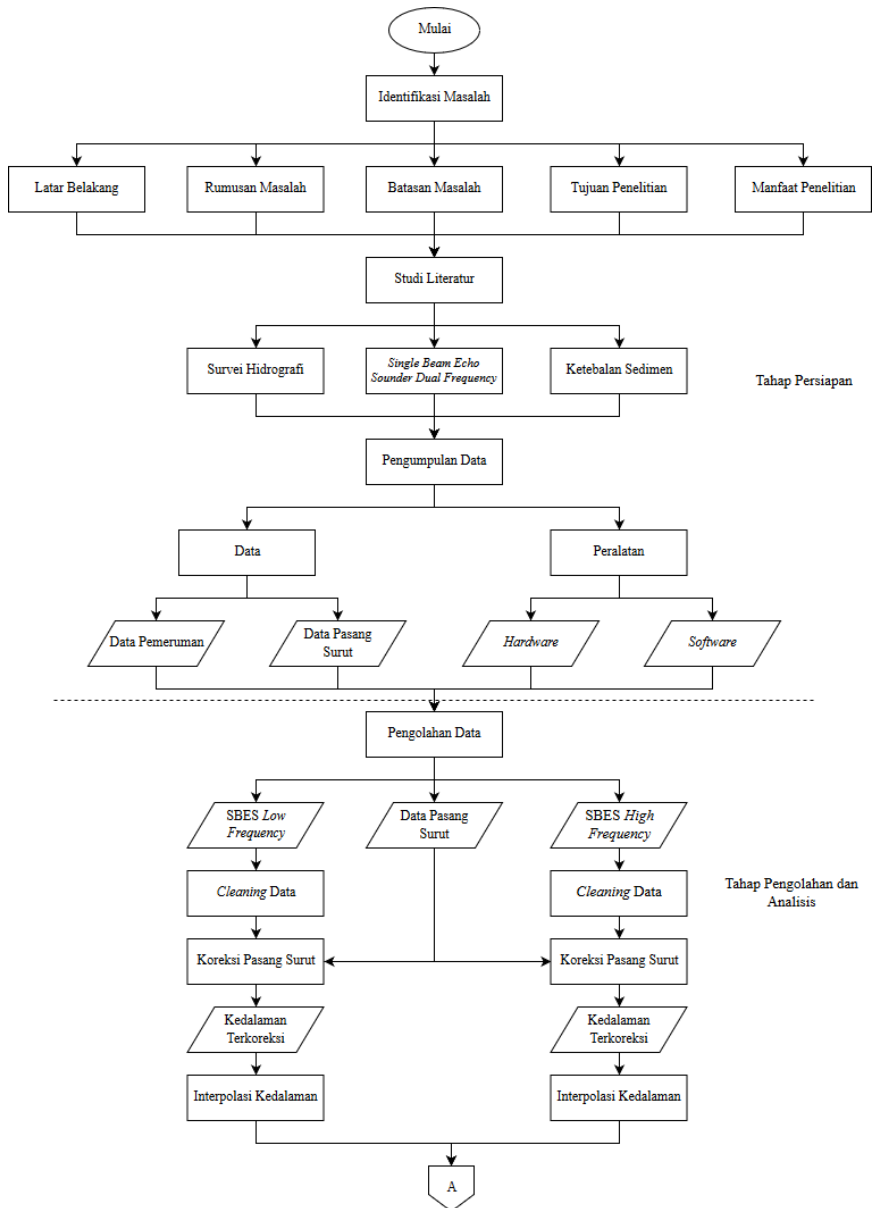 Mulai
Identifikasi Masalah
Latar Belakang
Rumusan Masalah
Batasan Masalah
Tujuan Penelitian
Manfaat Penelitian
Studi Literatur
Survei Hidrografi
Single Beam Echo
Sounder Dual Frequency
Ketebalan Sedimen
Tahap Persiapan
Pengumpulan Data
Data
Peralatan
Data Pemeruman
Data Pasang
Surut
Hardware
Software
Pengolahan Data
SBES Low
Frequency
Data Pasang
Surut
SBES High
Frequency
Cleaning Data
Cleaning Data
Tahap Pengolahan dan
Analisis
Koreksi Pasang Surut
Koreksi Pasang Surut
Kedalaman
Terkoreksi
Kedalaman
Terkoreksi
Interpolasi Kedalaman
Interpolasi Kedalaman
A